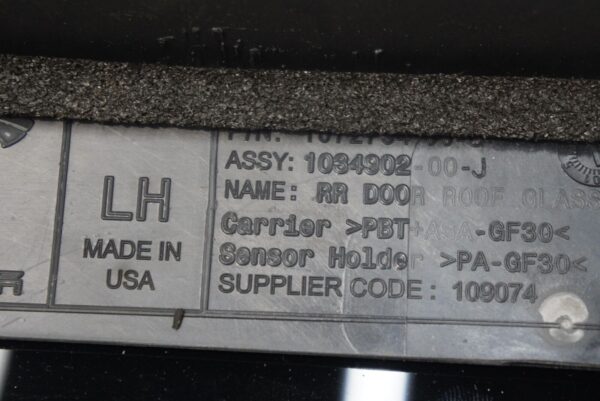 ASSY: 1034902-00-J
NAME: RR DOOR ROOF GLASS
Carrier >PBT+ASA-GF30<
Sensor Holder >PA-GF30<
SUPPLIER CODE: 109074
LH
MADE IN
USA